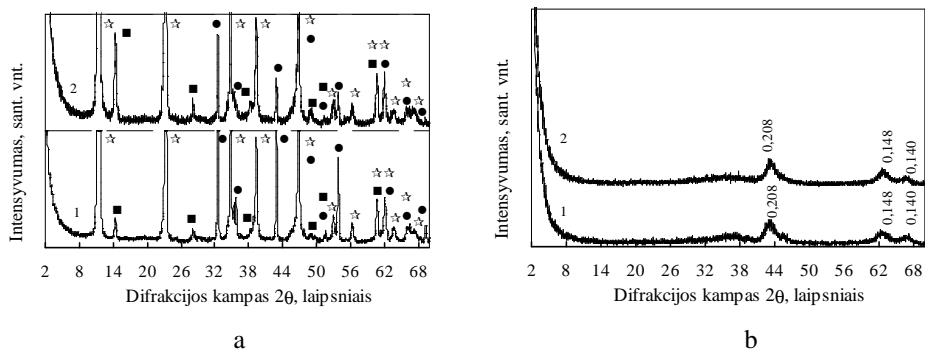 Intensyvumas, sant. vnt.
2
1
2 8 14 20 26 32 38 44 50 56 62 68
Difrakcijos kampas 2θ, laipsniais
a
Intensyvumas, sant. vnt.
2
0,208
0,148
0,140
1
0,208
0,148
0,140
2 8 14 20 26 30 32 38 44 50 56 62 68
Difrakcijos kampas 2θ, laipsniais
b